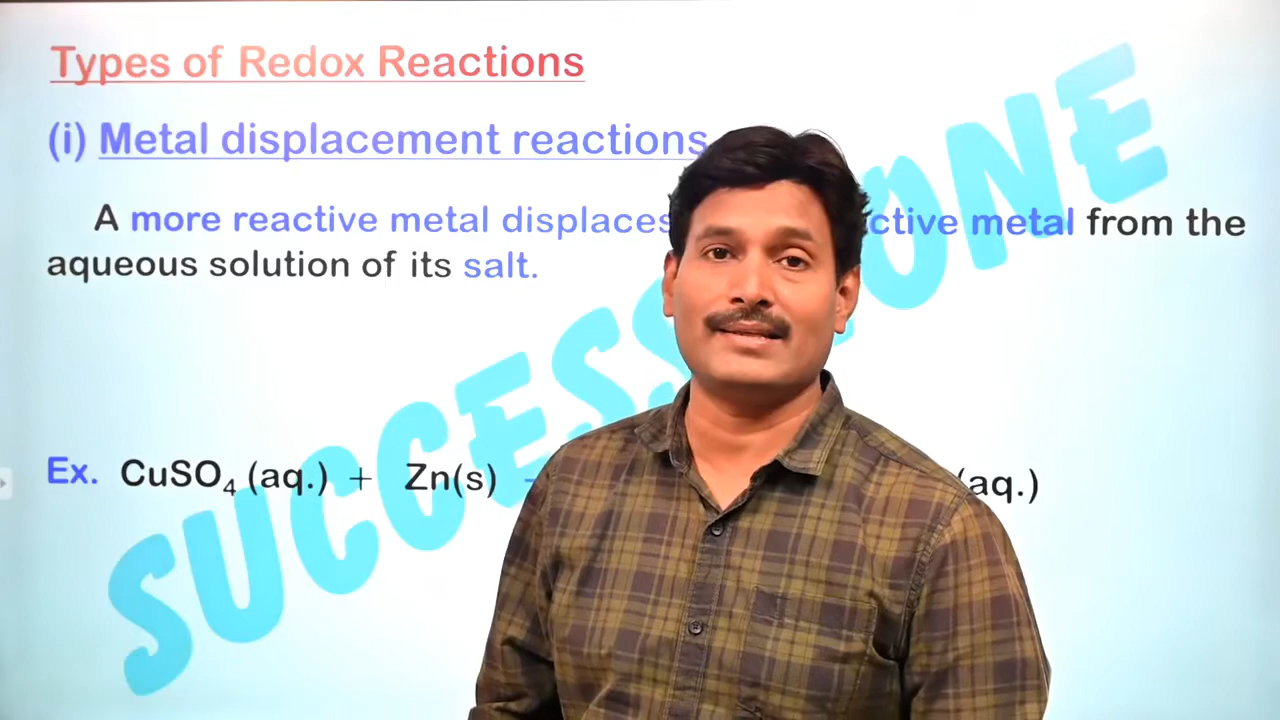 Types of Redox Reactions
(i) Metal displacement reactions
A more reactive metal displaces ctive metal from the
aqueous solution of its salt.
Ex. CuSO₄ (aq.) + Zn(s) (aq.)
SUCCESS ONE